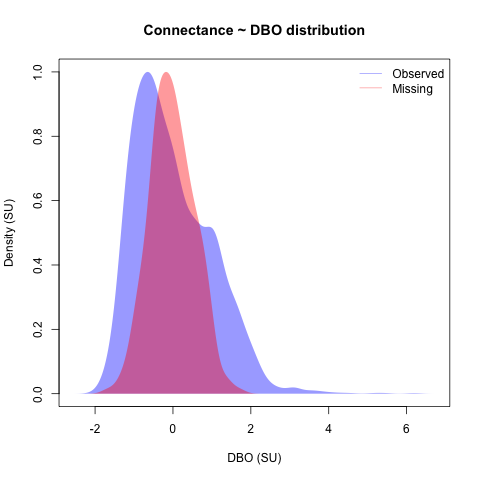 Connectance ~ DBO distribution
Observed
Missing
Density (SU)
1.0
0.8
0.6
0.4
0.2
0.0
-2 0 2 4 6
DBO (SU)